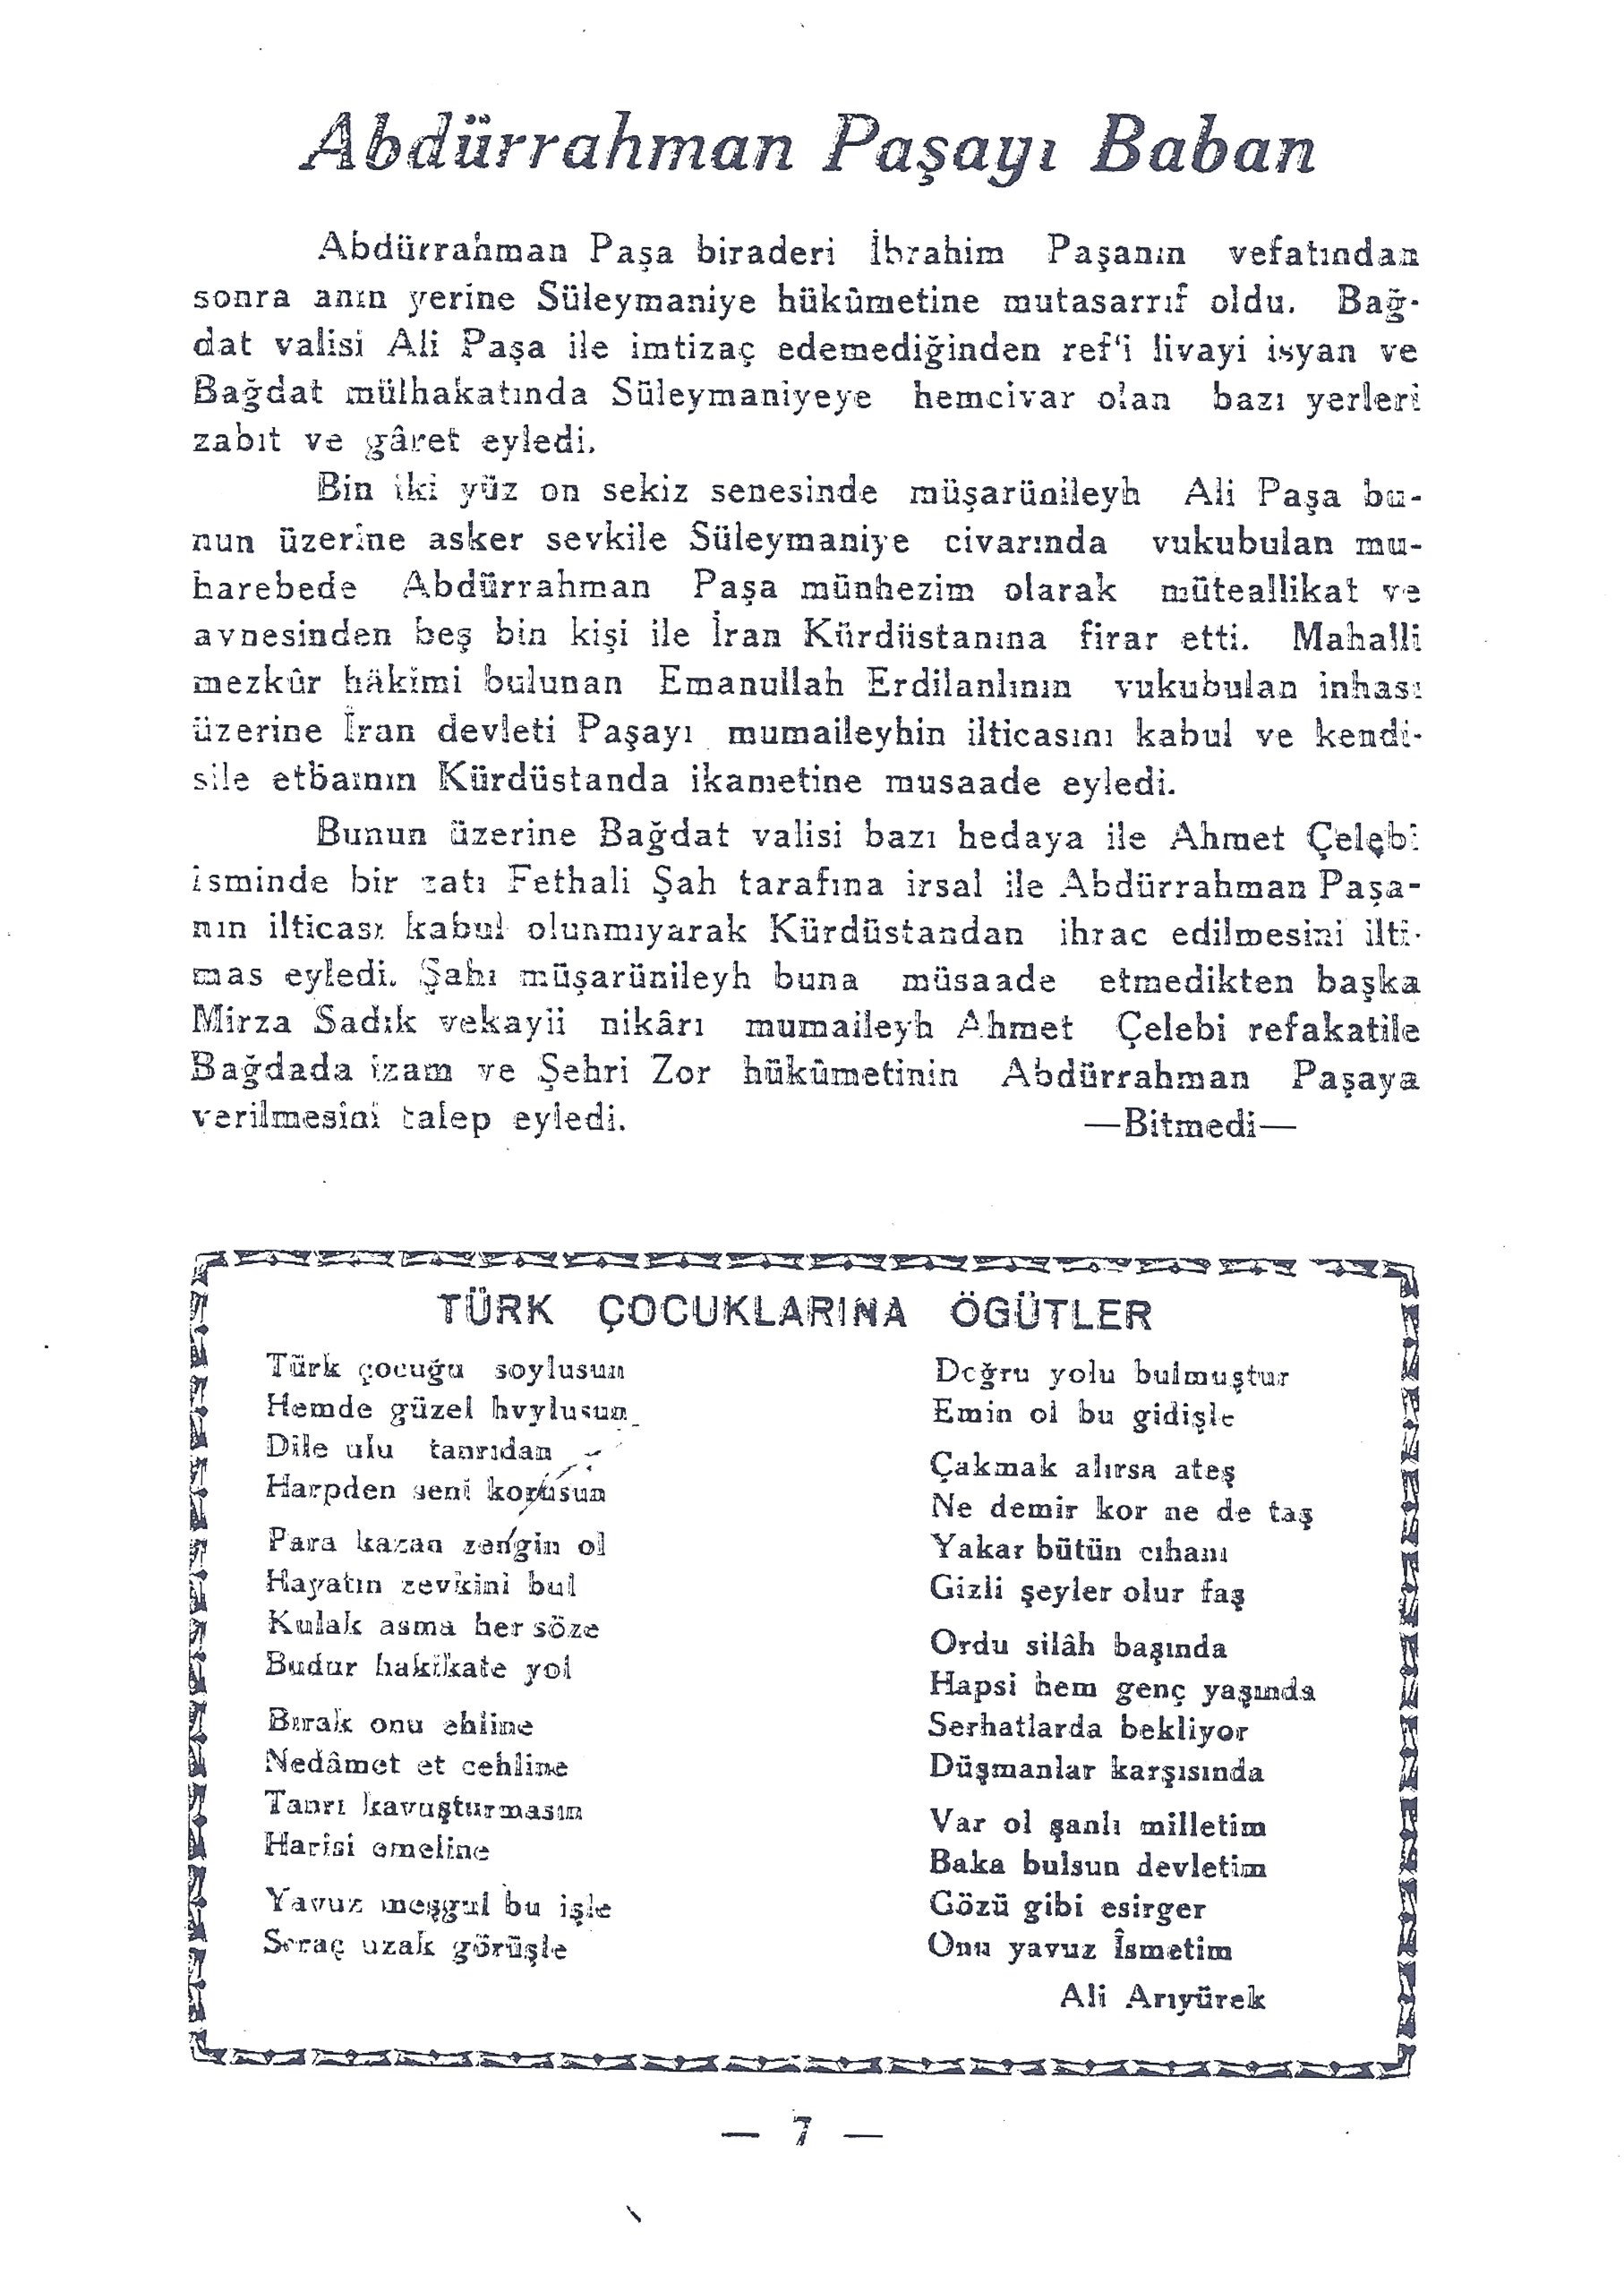 Abdürrahman Paşayı Baban
Abdürrahman Paşa biraderi İbrahim Paşanın vefatından
sonra anın yerine Süleymaniye hükûmetine mutasarrıf oldu. Bağ-
dat valisi Ali Paşa ile imtizaç edemediğinden ref'i livayi isyan ve
Bağdat mülhakatında Süleymaniyeye hemcivar olan bazı yerleri
zabıt ve gâret eyledi.
Bin iki yüz on sekiz senesinde müşarünileyh Ali Paşa bu-
nun üzerine asker sevkile Süleymaniye civarında vukubulan mu-
harebede Abdürrahman Paşa münhezim olarak müteallikat ve
avnesinden beş bin kişi ile İran Kürdüstanına firar etti. Mahalli
mezkûr hâkimi bulunan Emanullah Erdilanlının vukubulan inhası
üzerine İran devleti Paşayı mumaileyhin ilticasını kabul ve kendi-
sile etbaının Kürdüstanda ikametine musaade eyledi.
Bunun üzerine Bağdat valisi bazı hedaya ile Ahmet Çelebi
isminde bir zatı Fethali Şah tarafına irsal ile Abdürrahman Paşa-
nın ilticası kabul olunmıyarak Kürdüstandan ihrac edilmesini ilti-
mas eyledi. Şahı müşarünileyh buna müsaade etmedikten başka
Mirza Sadık vekayii nikârı mumaileyh Ahmet Çelebi refakatile
Bağdada izam ve Şehri Zor hükûmetinin Abdürrahman Paşaya
verilmesini talep eyledi. —Bitmedi—
TÜRK ÇOCUKLARINA ÖGÜTLER
Türk çocuğu soylusun
Hemde güzel huylusun
Dile ulu tanrıdan
Harpden seni korusun
Para kazan zengin ol
Hayatın zevkini bul
Kulak asma her söze
Budur hakikate yol
Bırak onu ehline
Nedâmet et cehline
Tanrı kavuşturmasın
Harisi emeline
Yavuz meşgul bu işle
Soraç uzak görüşle
Doğru yolu bulmuştur
Emin ol bu gidişle
Çakmak alırsa ateş
Ne demir kor ne de taş
Yakar bütün cıhanı
Gizli şeyler olur faş
Ordu silâh başında
Hapsi hem genç yaşında
Serhatlarda bekliyor
Düşmanlar karşısında
Var ol şanlı milletim
Baka bulsun devletim
Gözü gibi esirger
Onu yavuz İsmetim
Ali Arıyürek
— 7 —